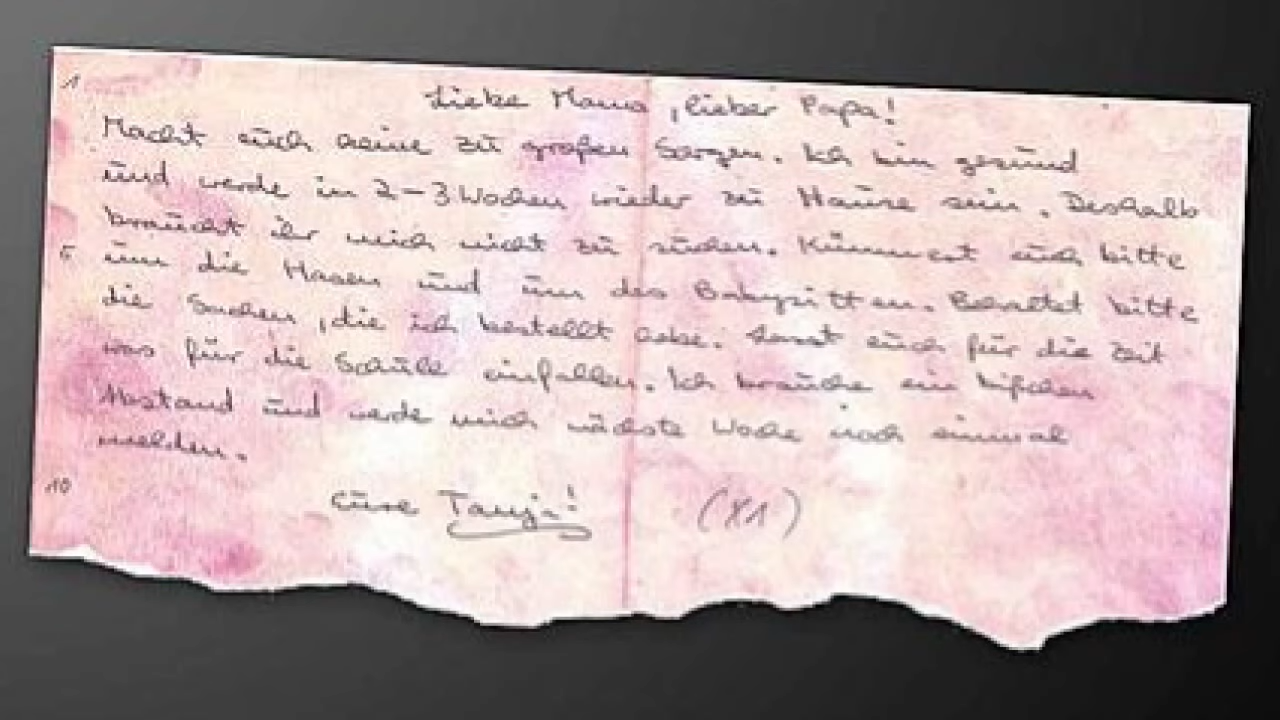 1
Liebe Mama, lieber Papa!
Macht euch keine zu großen Sorgen. Ich bin gesund
und werde in 2-3 Wochen wieder zu Hause sein. Deshalb
braucht ihr mich nicht zu suchen. Kümmert euch bitte
5 um die Hasen und um das Babysitten. Behaltet bitte
die Sachen, die ich bestellt habe. Lasst euch für die Zeit
was für die Schule einfallen. Ich brauche ein bißchen
Abstand und werde mich nächste Woche noch einmal
melden.
10 Eure Tanja! (X1)